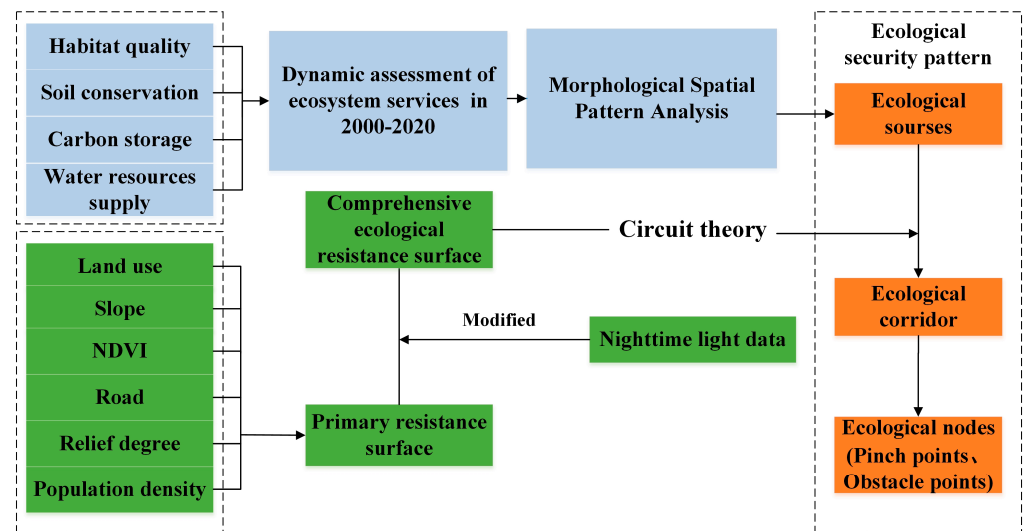 Habitat quality
Soil conservation
Carbon storage
Water resources
supply
Dynamic assessment of
ecosystem services in
2000-2020
Morphological Spatial
Pattern Analysis
Ecological
security pattern
Ecological
sourses
Land use
Slope
NDVI
Road
Relief degree
Population density
Comprehensive
ecological
resistance surface
Circuit theory
Modified
Nighttime light data
Primary resistance
surface
Ecological
corridor
Ecological nodes
(Pinch points、
Obstacle points)